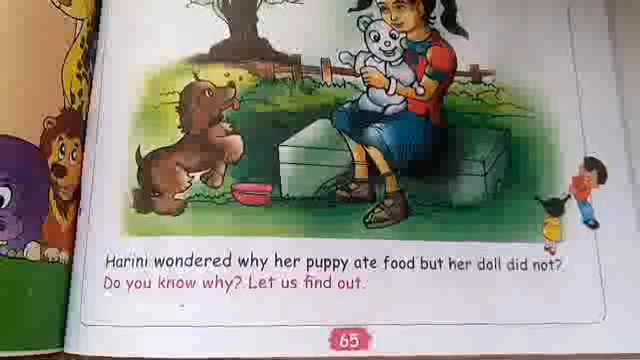 Harini wondered why her puppy ate food but her doll did not?
Do you know why? Let us find out.
65